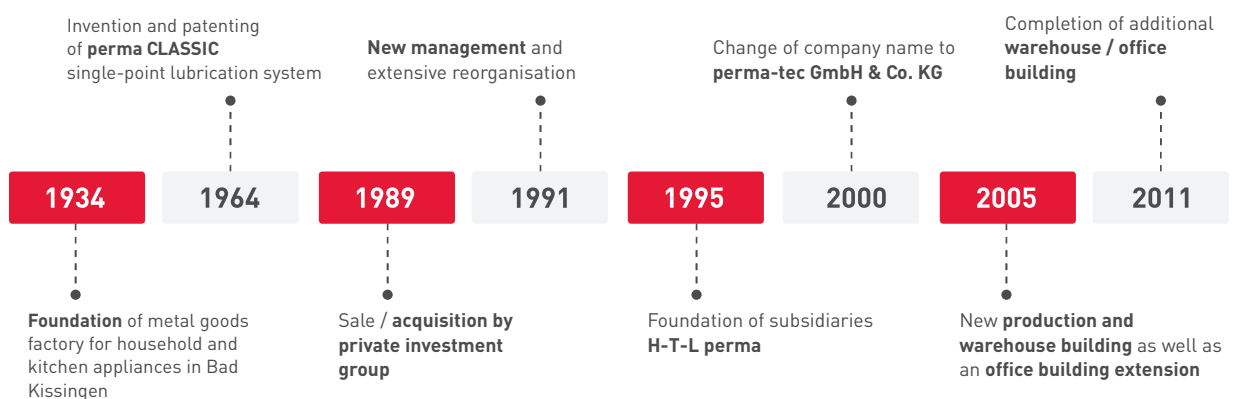 Invention and patenting
of perma CLASSIC
single-point lubrication system
New management and
extensive reorganisation
Change of company name to
perma-tec GmbH & Co. KG
Completion of additional
warehouse / office
building
1934
1964
1989
1991
1995
2000
2005
2011
Foundation of metal goods
factory for household and
kitchen appliances in Bad
Kissingen
Sale / acquisition by
private investment
group
Foundation of subsidiaries
H-T-L perma
New production and
warehouse building as well as
an office building extension